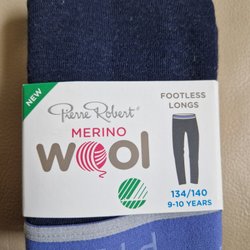 NEW
Pierre Robert®
MERINO
wool
FOOTLESS
LONGS
134/140
9-10 YEARS